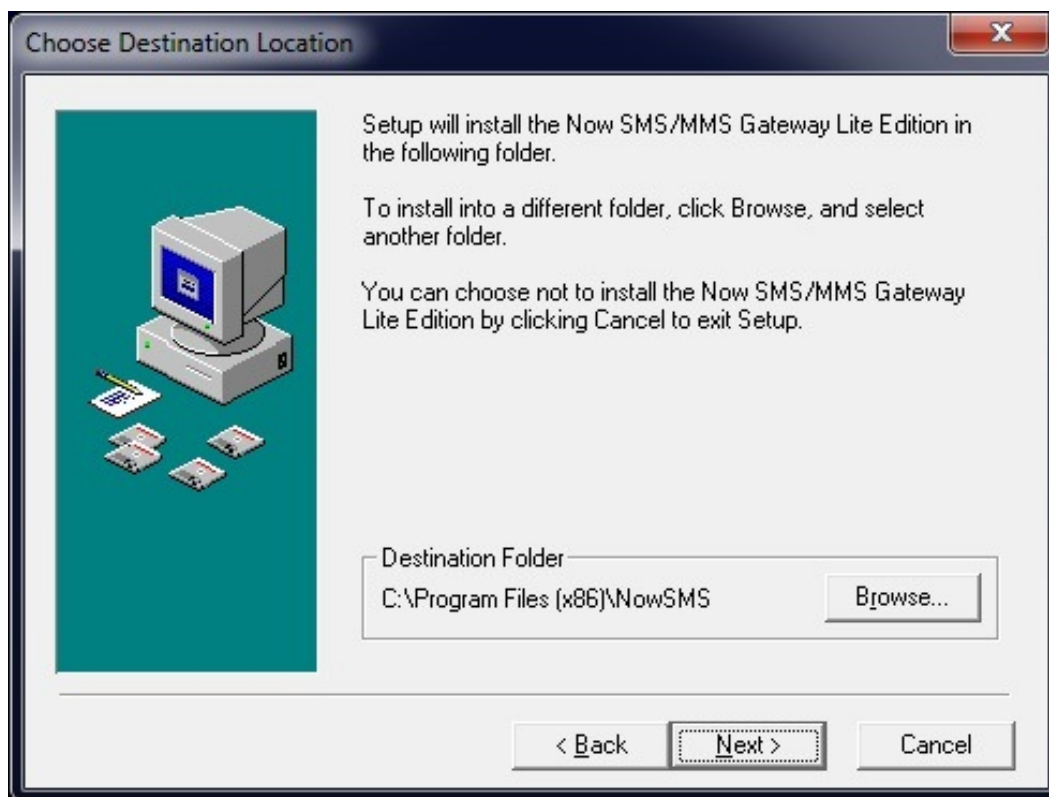 Choose Destination Location
Setup will install the Now SMS/MMS Gateway Lite Edition in
the following folder.
To install into a different folder, click Browse, and select
another folder.
You can choose not to install the Now SMS/MMS Gateway
Lite Edition by clicking Cancel to exit Setup.
Destination Folder
C:\Program Files (x86)\NowSMS
Browse...
< Back
Next >
Cancel